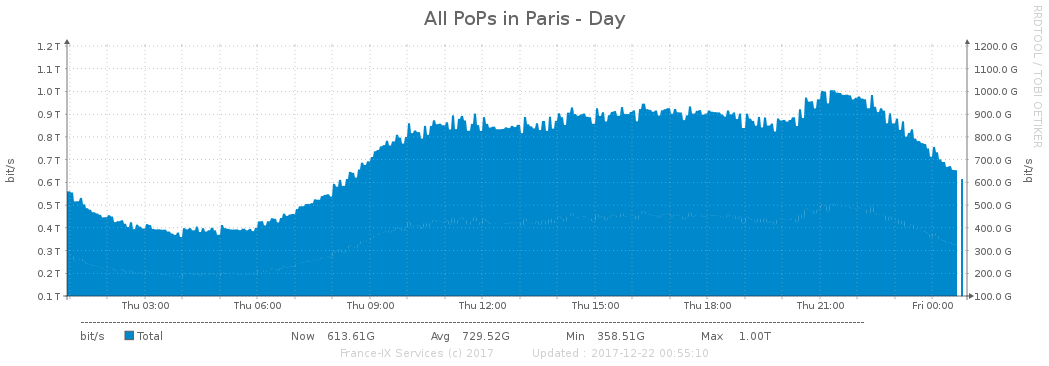 All PoPs in Paris - Day
RRDTOOL / TOBI OETIKER
1.2 T 1200.0 G
1.1 T 1100.0 G
1.0 T 1000.0 G
0.9 T 900.0 G
0.8 T 800.0 G
0.7 T 700.0 G
0.6 T 600.0 G
0.5 T 500.0 G
0.4 T 400.0 G
0.3 T 300.0 G
0.2 T 200.0 G
0.1 T 100.0 G
bit/s
bit/s
Thu 03:00 Thu 06:00 Thu 09:00 Thu 12:00 Thu 15:00 Thu 18:00 Thu 21:00 Fri 00:00
bit/s Total Now 613.61G Avg 729.52G Min 358.51G Max 1.00T
France-IX Services (c) 2017 Updated : 2017-12-22 00:55:10